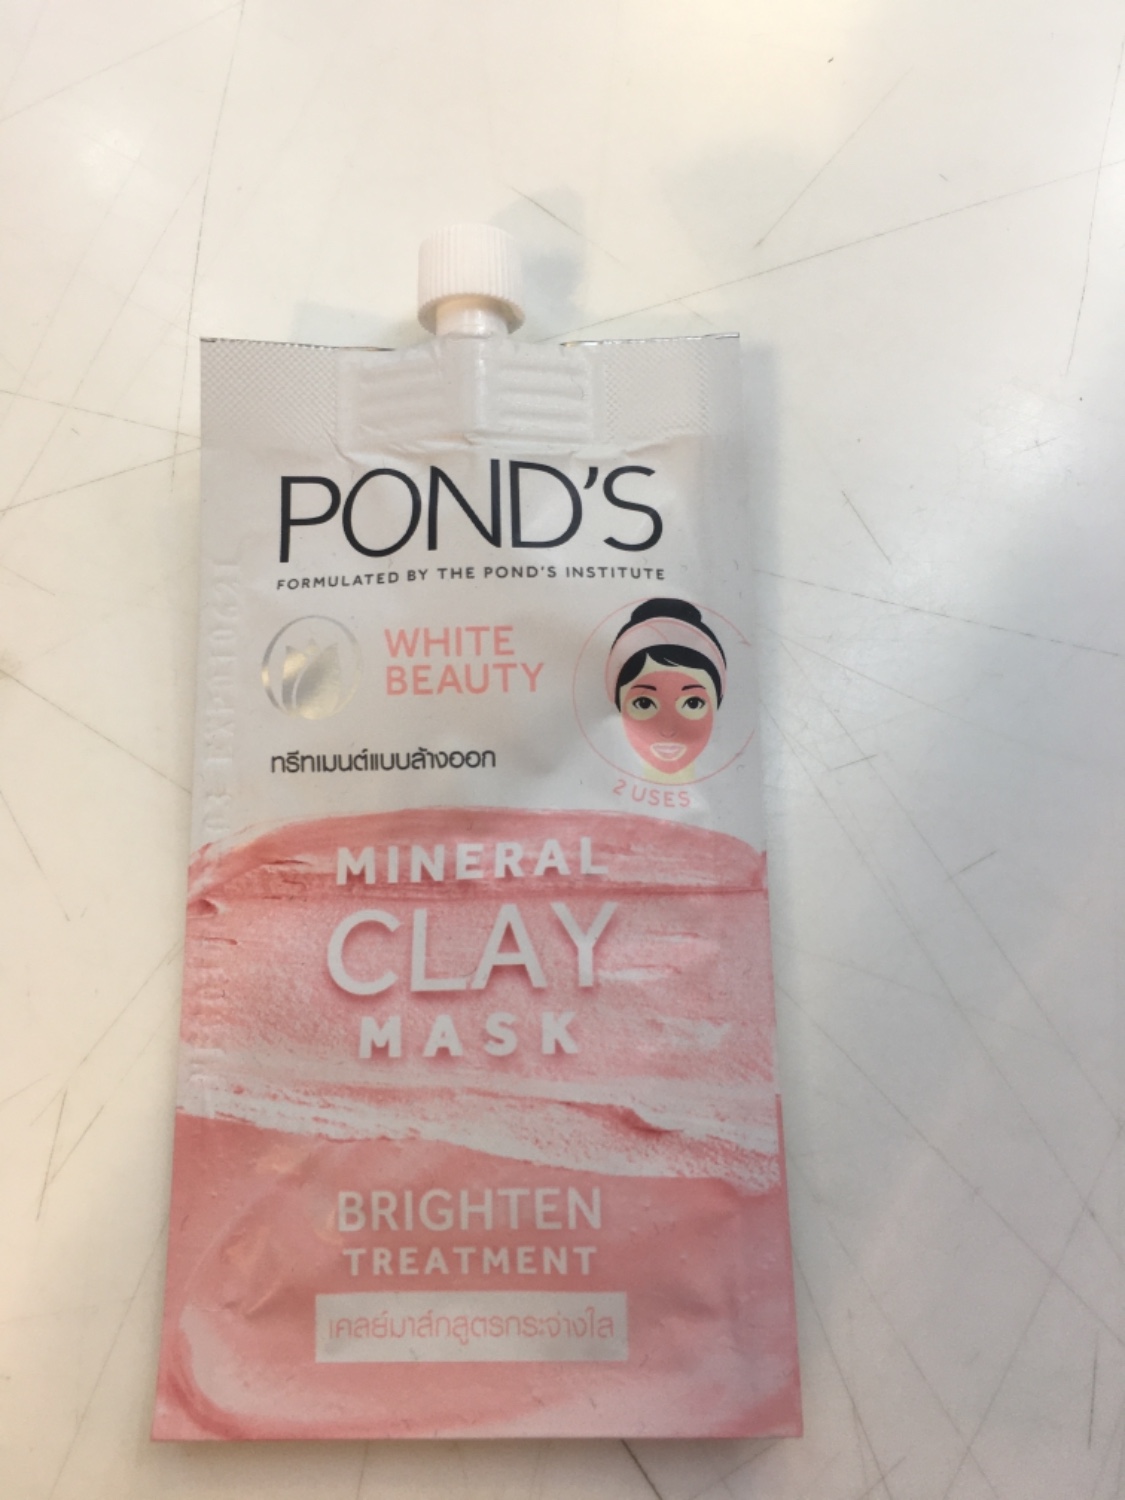 POND'S
FORMULATED BY THE POND'S INSTITUTE
WHITE
BEAUTY
ทรีทเมนต์แบบล้างออก
2 USES
MINERAL
CLAY
MASK
BRIGHTEN
TREATMENT
เคลย์มาส์กสูตรกระจ่างใส